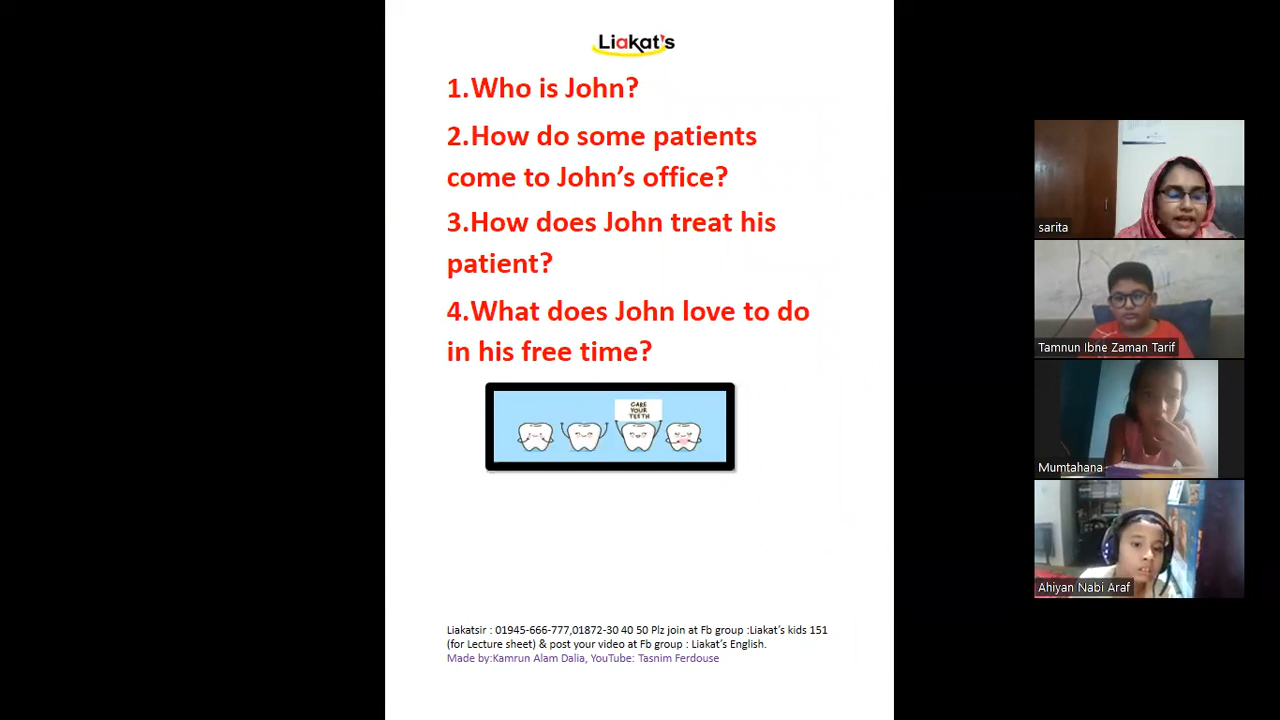 Liakat's
1.Who is John?
2.How do some patients
come to John’s office?
3.How does John treat his
patient?
4.What does John love to do
in his free time?
CARE
YOUR
TEETH
Liakatsir : 01945-666-777,01872-30 40 50 Plz join at Fb group :Liakat’s kids 151
(for Lecture sheet) & post your video at Fb group : Liakat’s English.
Made by:Kamrun Alam Dalia, YouTube: Tasnim Ferdouse
sarita
Tamnun Ibne Zaman Tarif
Mumtahana
Ahiyan Nabi Araf